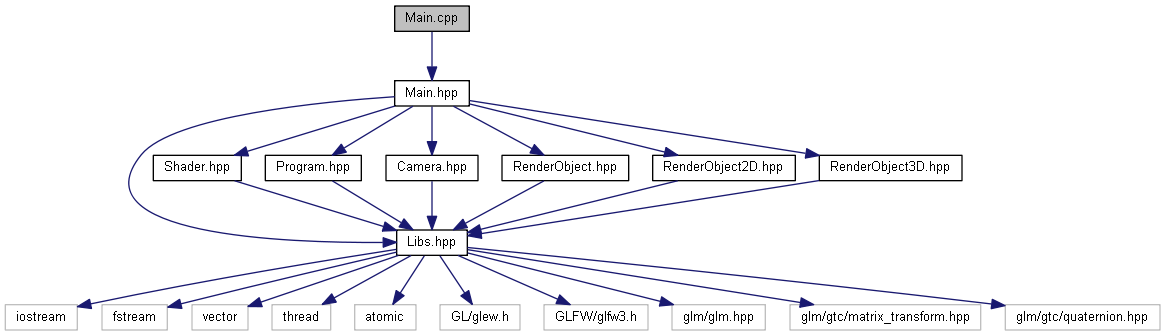 Main.cpp
Main.hpp
Shader.hpp
Program.hpp
Camera.hpp
RenderObject.hpp
RenderObject2D.hpp
RenderObject3D.hpp
Libs.hpp
iostream
fstream
vector
thread
atomic
GL/glew.h
GLFW/glfw3.h
glm/glm.hpp
glm/gtc/matrix_transform.hpp
glm/gtc/quaternion.hpp